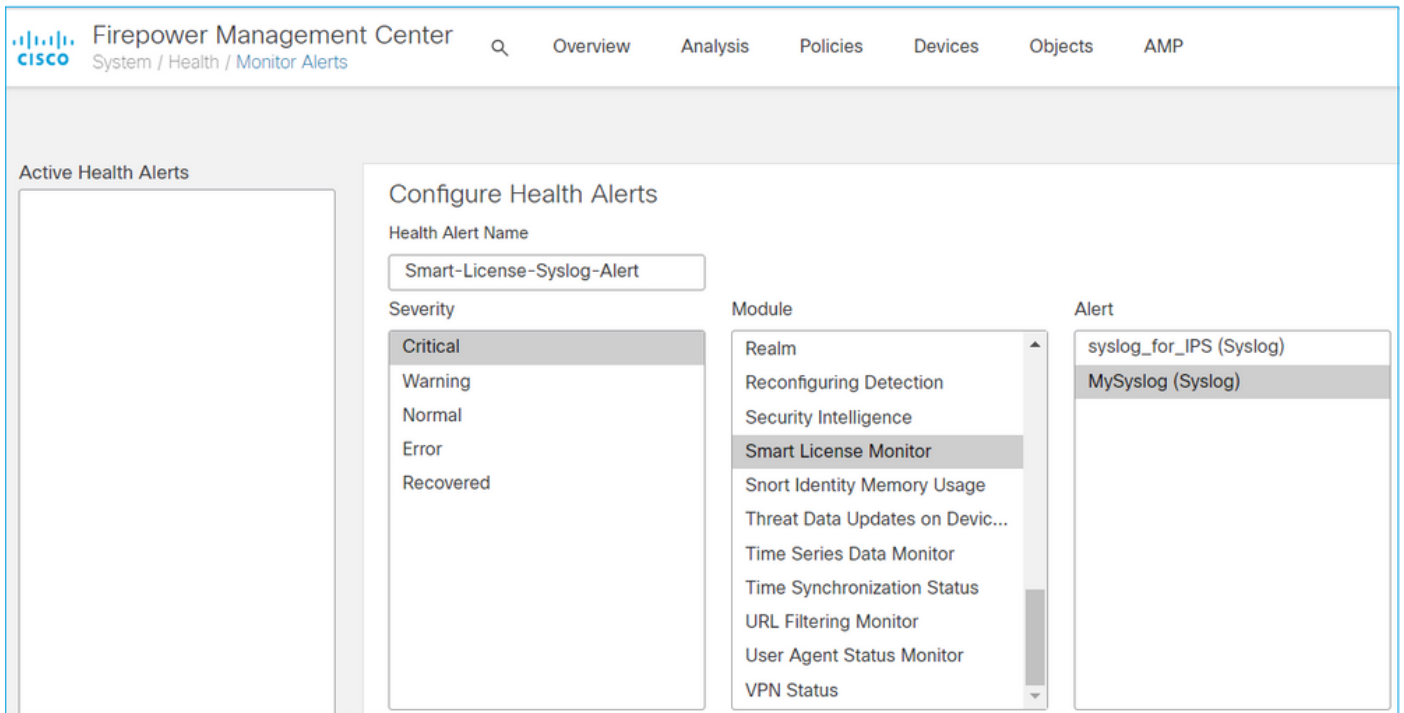 CISCO
Firepower Management Center
System / Health / Monitor Alerts
Overview Analysis Policies Devices Objects AMP
Active Health Alerts
Configure Health Alerts
Health Alert Name
Smart-License-Syslog-Alert
Severity
Critical
Warning
Normal
Error
Recovered
Module
Realm
Reconfiguring Detection
Security Intelligence
Smart License Monitor
Snort Identity Memory Usage
Threat Data Updates on Devic...
Time Series Data Monitor
Time Synchronization Status
URL Filtering Monitor
User Agent Status Monitor
VPN Status
Alert
syslog_for_IPS (Syslog)
MySyslog (Syslog)